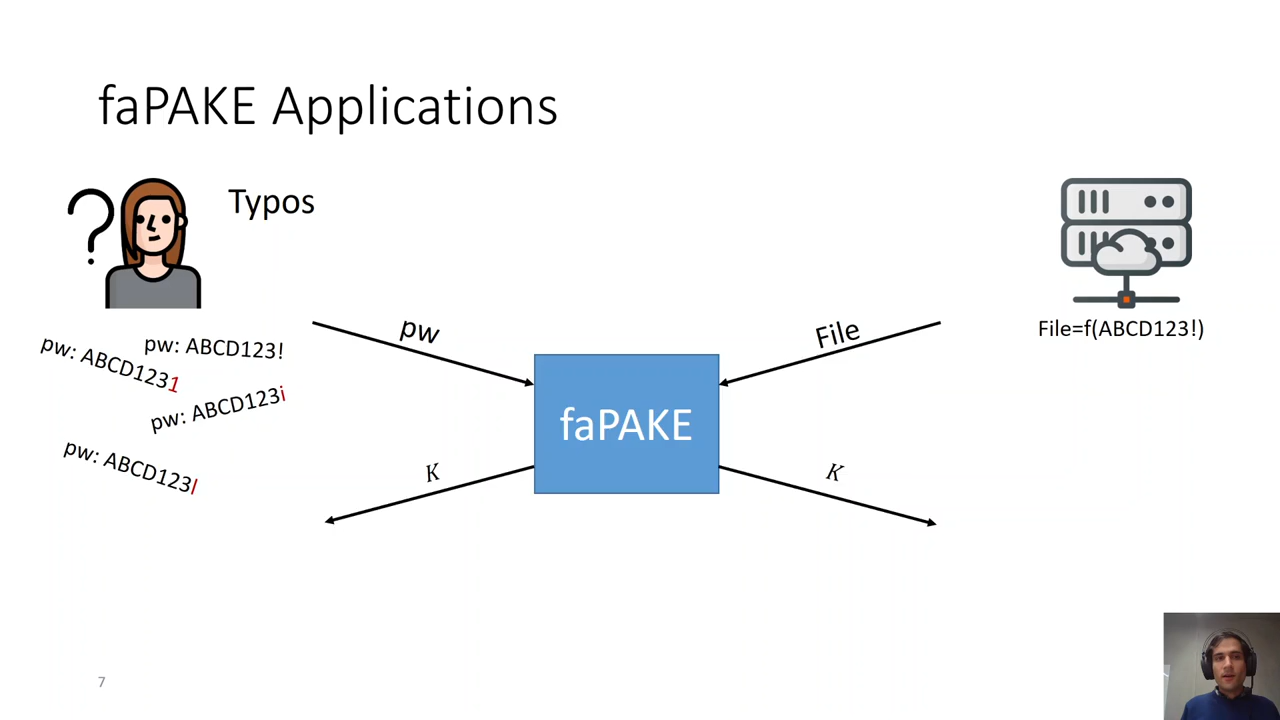 faPAKE Applications
Typos
pw: ABCD123!
pw: ABCD1231
pw: ABCD123i
pw: ABCD123l
pw
File
File=f(ABCD123!)
faPAKE
K
K
7